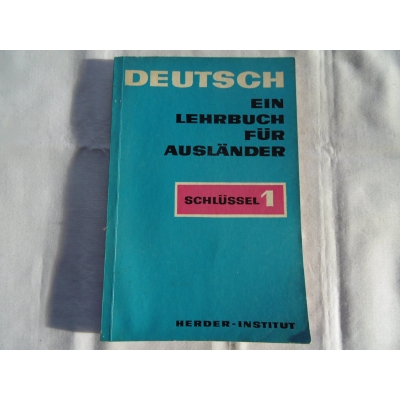 DEUTSCH
EIN
LEHRBUCH
FÜR
AUSLÄNDER
SCHLÜSSEL 1
HERDER-INSTITUT